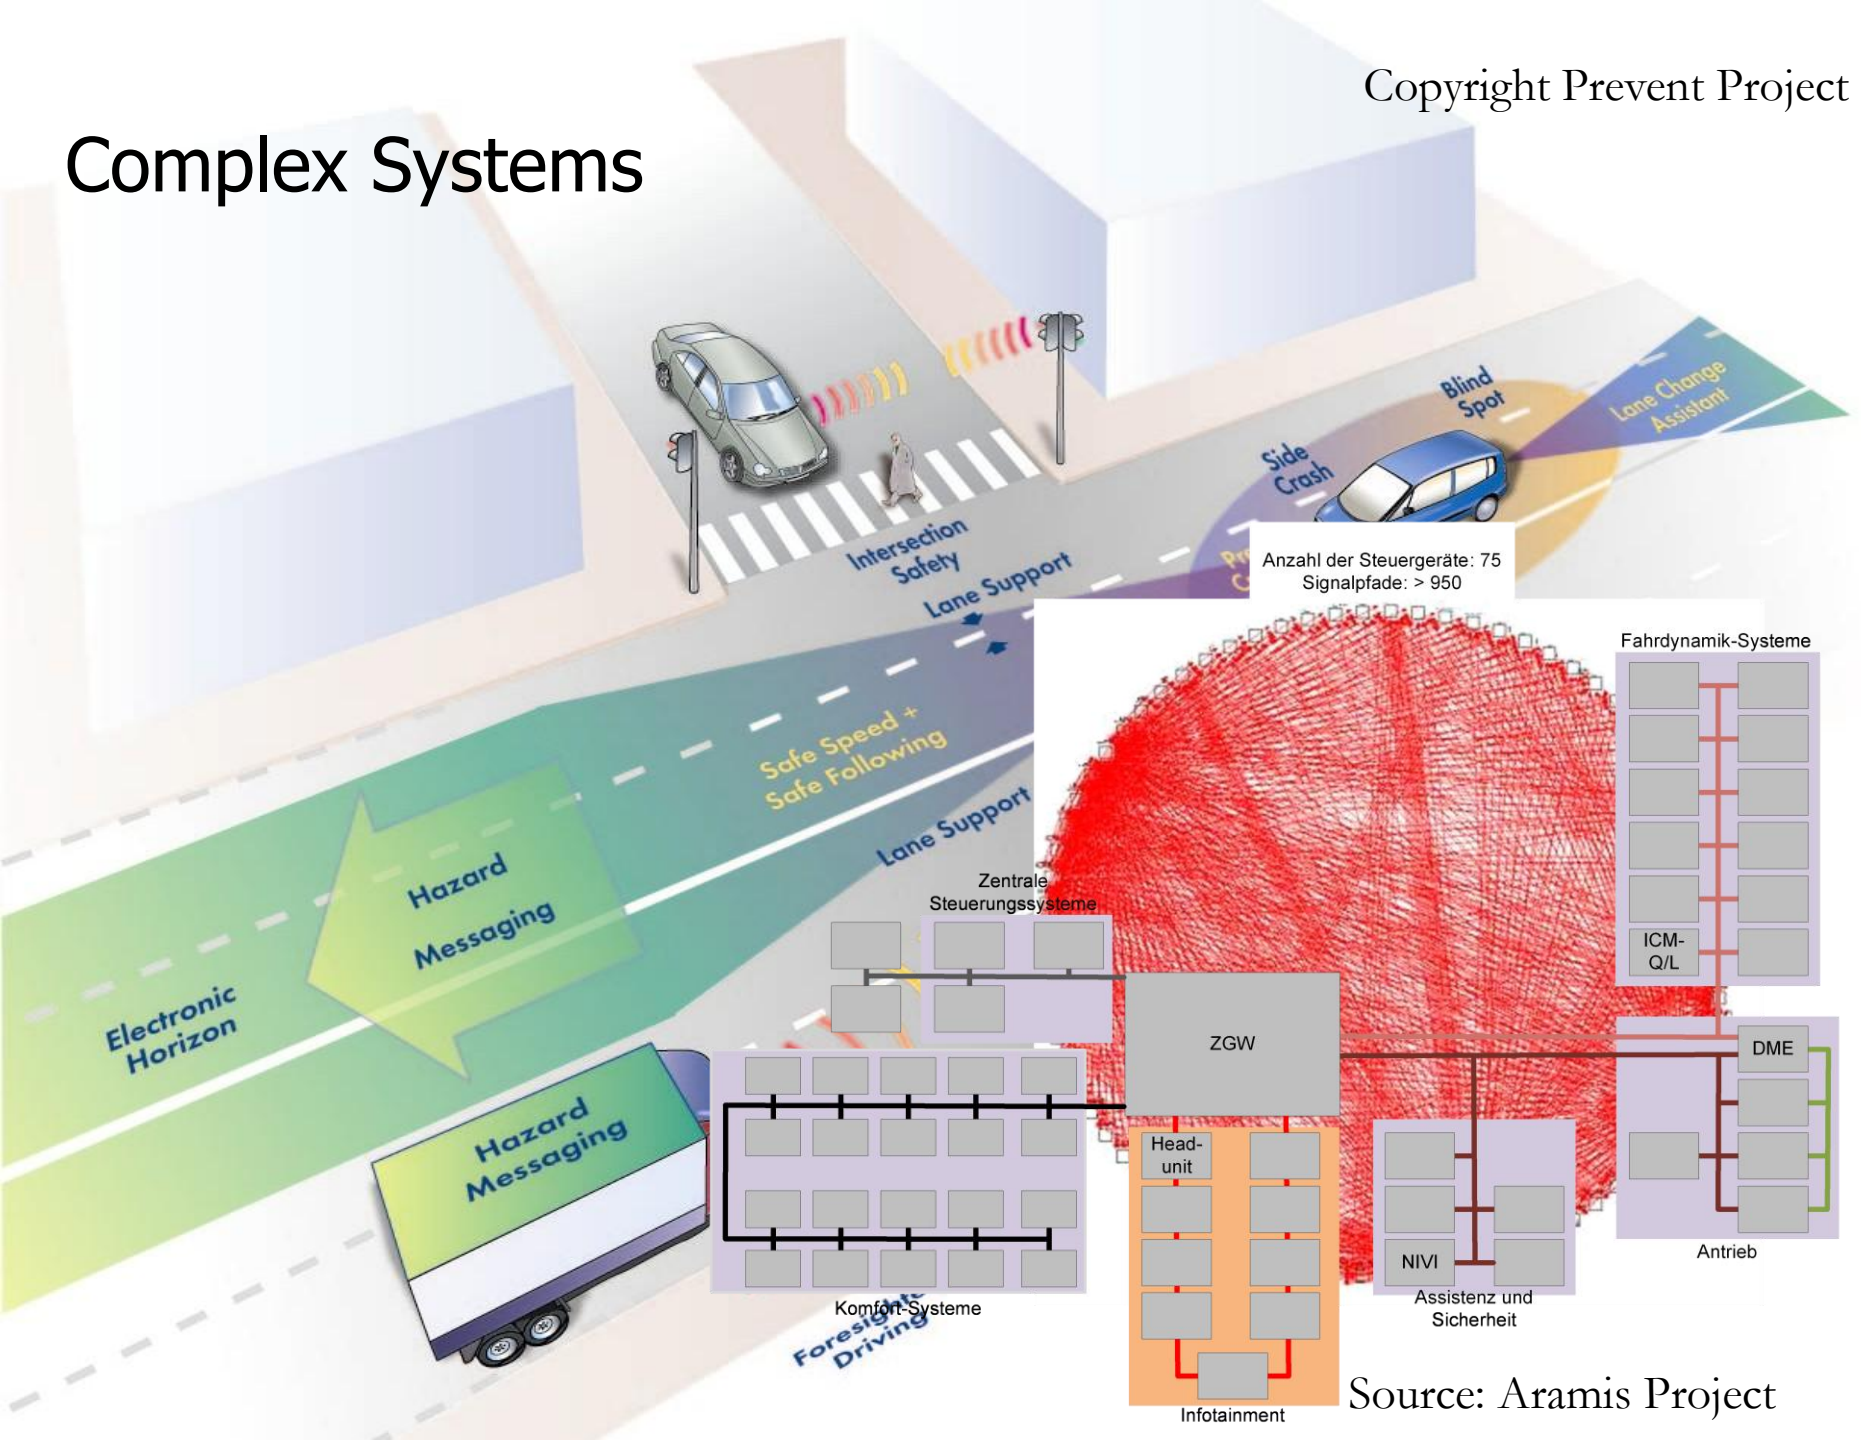 Copyright Prevent Project
Complex Systems
Blind
Spot
Lane Change
Assistant
Side
Crash
Intersection
Safety
Lane Support
Anzahl der Steuergeräte: 75
Signalpfade: > 950
Fahrdynamik-Systeme
Safe Speed +
Safe Following
Lane Support
Hazard
Messaging
Electronic
Horizon
Zentrale
Steuerungssysteme
ICM-
Q/L
ZGW
DME
Hazard
Messaging
Head-
unit
NIVI
Antrieb
Komfort-Systeme
Assistenz und
Sicherheit
Driving
Source: Aramis Project
Infotainment